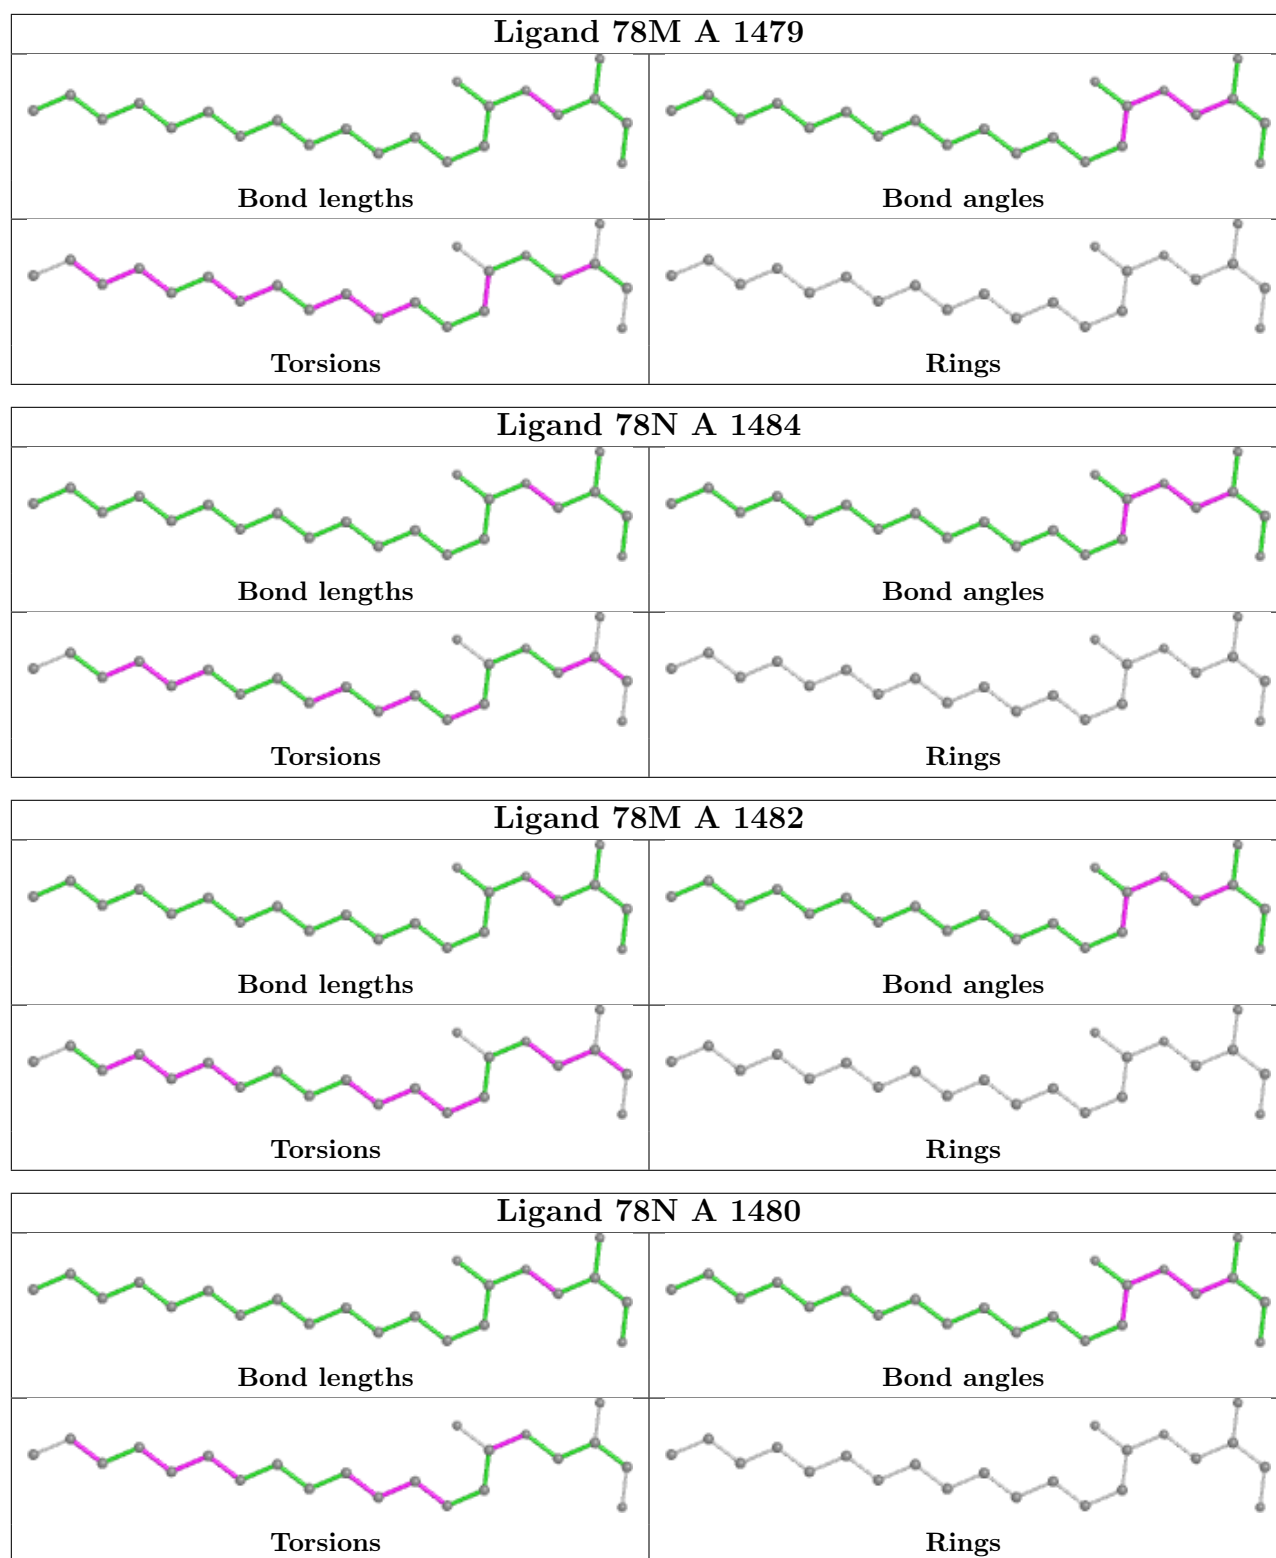 Ligand 78M A 1479
Bond lengths
Bond angles
Torsions
Rings
Ligand 78N A 1484
Bond lengths
Bond angles
Torsions
Rings
Ligand 78M A 1482
Bond lengths
Bond angles
Torsions
Rings
Ligand 78N A 1480
Bond lengths
Bond angles
Torsions
Rings